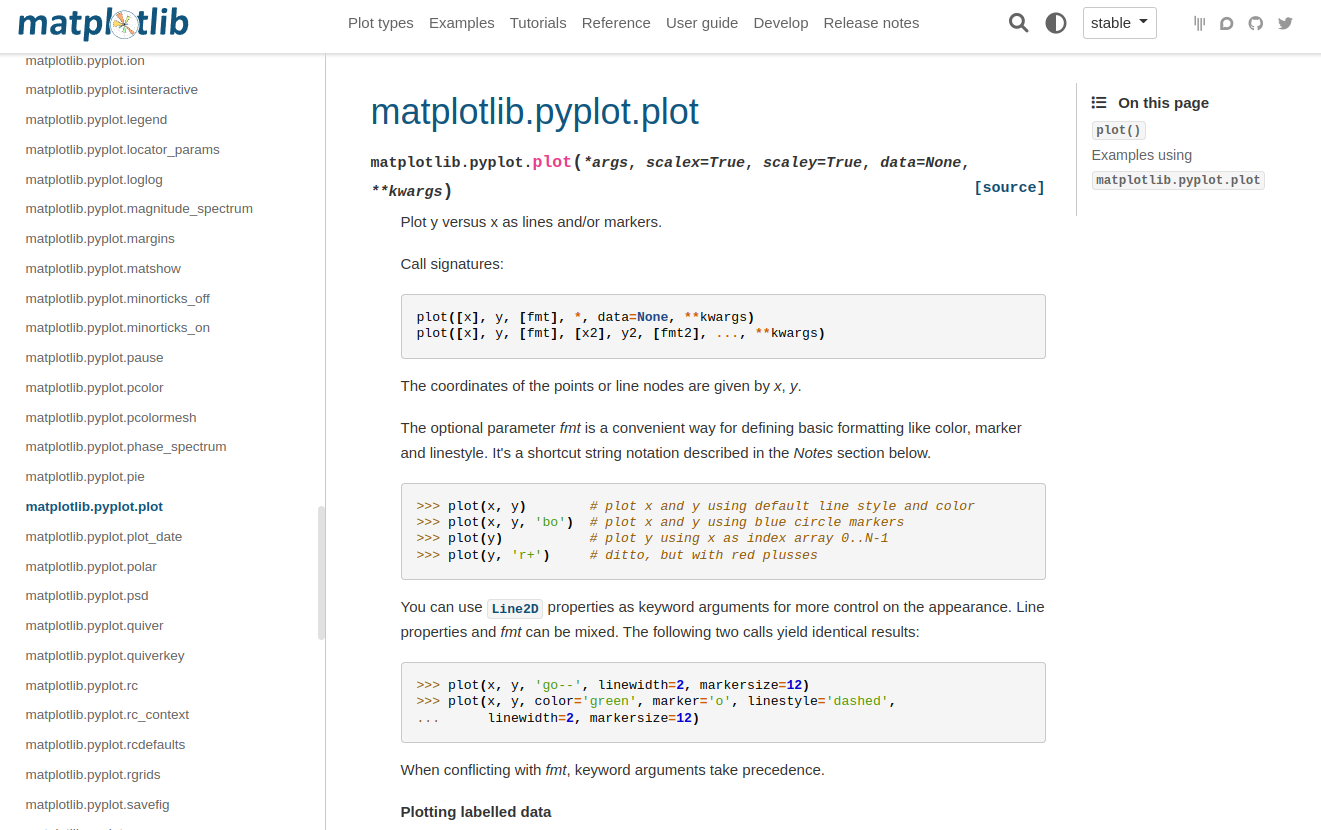 matplotlib
Plot types Examples Tutorials Reference User guide Develop Release notes
stable
matplotlib.pyplot.ion
matplotlib.pyplot.isinteractive
matplotlib.pyplot.legend
matplotlib.pyplot.locator_params
matplotlib.pyplot.loglog
matplotlib.pyplot.magnitude_spectrum
matplotlib.pyplot.margins
matplotlib.pyplot.matshow
matplotlib.pyplot.minorticks_off
matplotlib.pyplot.minorticks_on
matplotlib.pyplot.pause
matplotlib.pyplot.pcolor
matplotlib.pyplot.pcolormesh
matplotlib.pyplot.phase_spectrum
matplotlib.pyplot.pie
matplotlib.pyplot.plot
matplotlib.pyplot.plot_date
matplotlib.pyplot.polar
matplotlib.pyplot.psd
matplotlib.pyplot.quiver
matplotlib.pyplot.quiverkey
matplotlib.pyplot.rc
matplotlib.pyplot.rc_context
matplotlib.pyplot.rcdefaults
matplotlib.pyplot.rgrids
matplotlib.pyplot.savefig
matplotlib.pyplot.plot
matplotlib.pyplot.plot(*args, scalex=True, scaley=True, data=None,
**kwargs)
[source]
Plot y versus x as lines and/or markers.
Call signatures:
plot([x], y, [fmt], *, data=None, **kwargs)
plot([x], y, [fmt], [x2], y2, [fmt2], ..., **kwargs)
The coordinates of the points or line nodes are given by x, y.
The optional parameter fmt is a convenient way for defining basic formatting like color, marker
and linestyle. It's a shortcut string notation described in the Notes section below.
>>> plot(x, y)        # plot x and y using default line style and color
>>> plot(x, y, 'bo')  # plot x and y using blue circle markers
>>> plot(y)           # plot y using x as index array 0..N-1
>>> plot(y, 'r+')     # ditto, but with red plusses
You can use Line2D properties as keyword arguments for more control on the appearance. Line
properties and fmt can be mixed. The following two calls yield identical results:
>>> plot(x, y, 'go--', linewidth=2, markersize=12)
>>> plot(x, y, color='green', marker='o', linestyle='dashed',
...      linewidth=2, markersize=12)
When conflicting with fmt, keyword arguments take precedence.
Plotting labelled data
On this page
plot()
Examples using
matplotlib.pyplot.plot